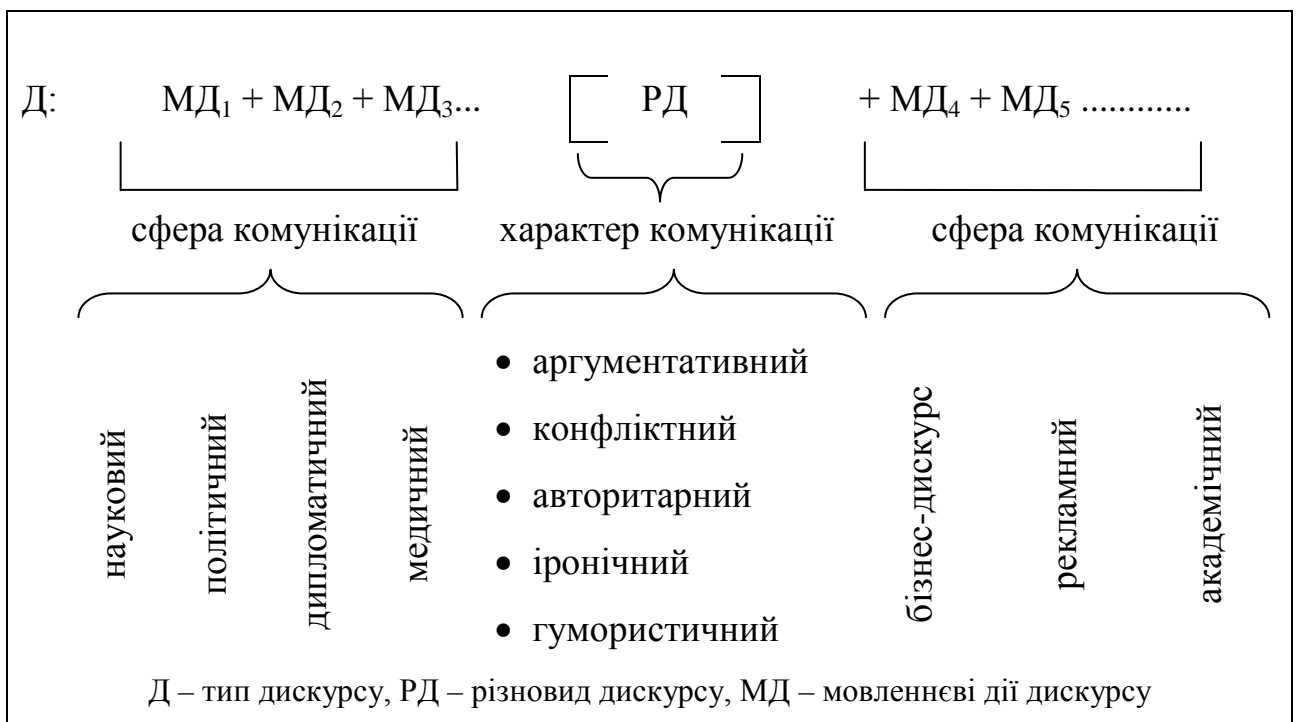 Д: МД₁ + МД₂ + МД₃... РД + МД₄ + МД₅ ............
сфера комунікації характер комунікації сфера комунікації
науковий
політичний
дипломатичний
медичний
• аргументативний
• конфліктний
• авторитарний
• іронічний
• гумористичний
бізнес-дискурс
рекламний
академічний
Д – тип дискурсу, РД – різновид дискурсу, МД – мовленнєві дії дискурсу